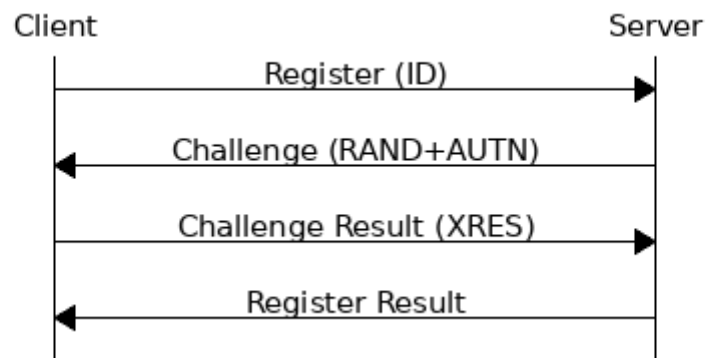 Client Server
Register (ID)
Challenge (RAND+AUTN)
Challenge Result (XRES)
Register Result